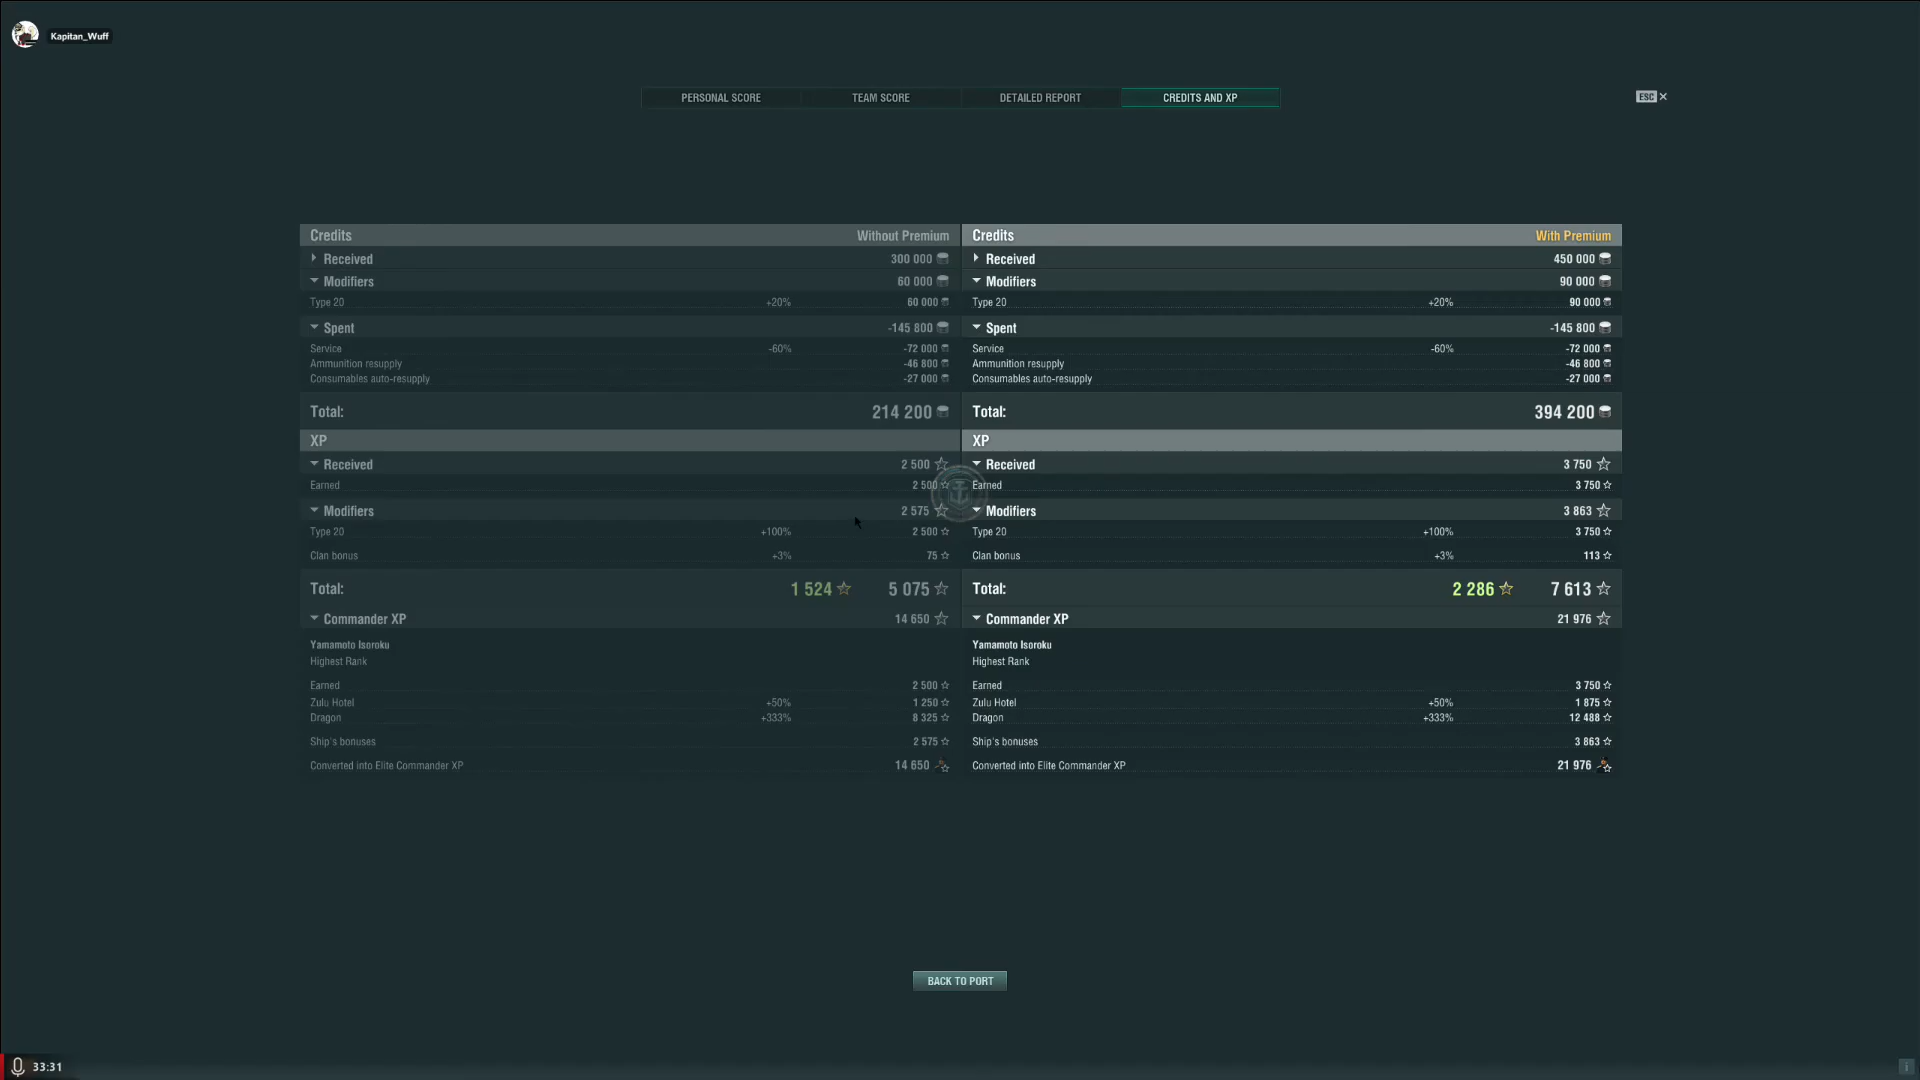 Kapitan_Wuff
PERSONAL SCORE TEAM SCORE DETAILED REPORT CREDITS AND XP ESC
Credits Without Premium
Received 300 000
Modifiers 60 000
Type 20 +20% 60 000
Spent -145 800
Service -60% -72 000
Ammunition resupply -46 800
Consumables auto-resupply -27 000
Total: 214 200
XP
Received 2 500
Earned 2 500
Modifiers 2 575
Type 20 +100% 2 500
Clan bonus +3% 75
Total: 1 524 5 075
Commander XP 14 650
Yamamoto Isoroku
Highest Rank
Earned 2 500
Zulu Hotel +50% 1 250
Dragon +333% 8 325
Ship's bonuses 2 575
Converted into Elite Commander XP 14 650
Credits With Premium
Received 450 000
Modifiers 90 000
Type 20 +20% 90 000
Spent -145 800
Service -60% -72 000
Ammunition resupply -46 800
Consumables auto-resupply -27 000
Total: 394 200
XP
Received 3 750
Earned 3 750
Modifiers 3 863
Type 20 +100% 3 750
Clan bonus +3% 113
Total: 2 286 7 613
Commander XP 21 976
Yamamoto Isoroku
Highest Rank
Earned 3 750
Zulu Hotel +50% 1 875
Dragon +333% 12 488
Ship's bonuses 3 863
Converted into Elite Commander XP 21 976
BACK TO PORT
33:31